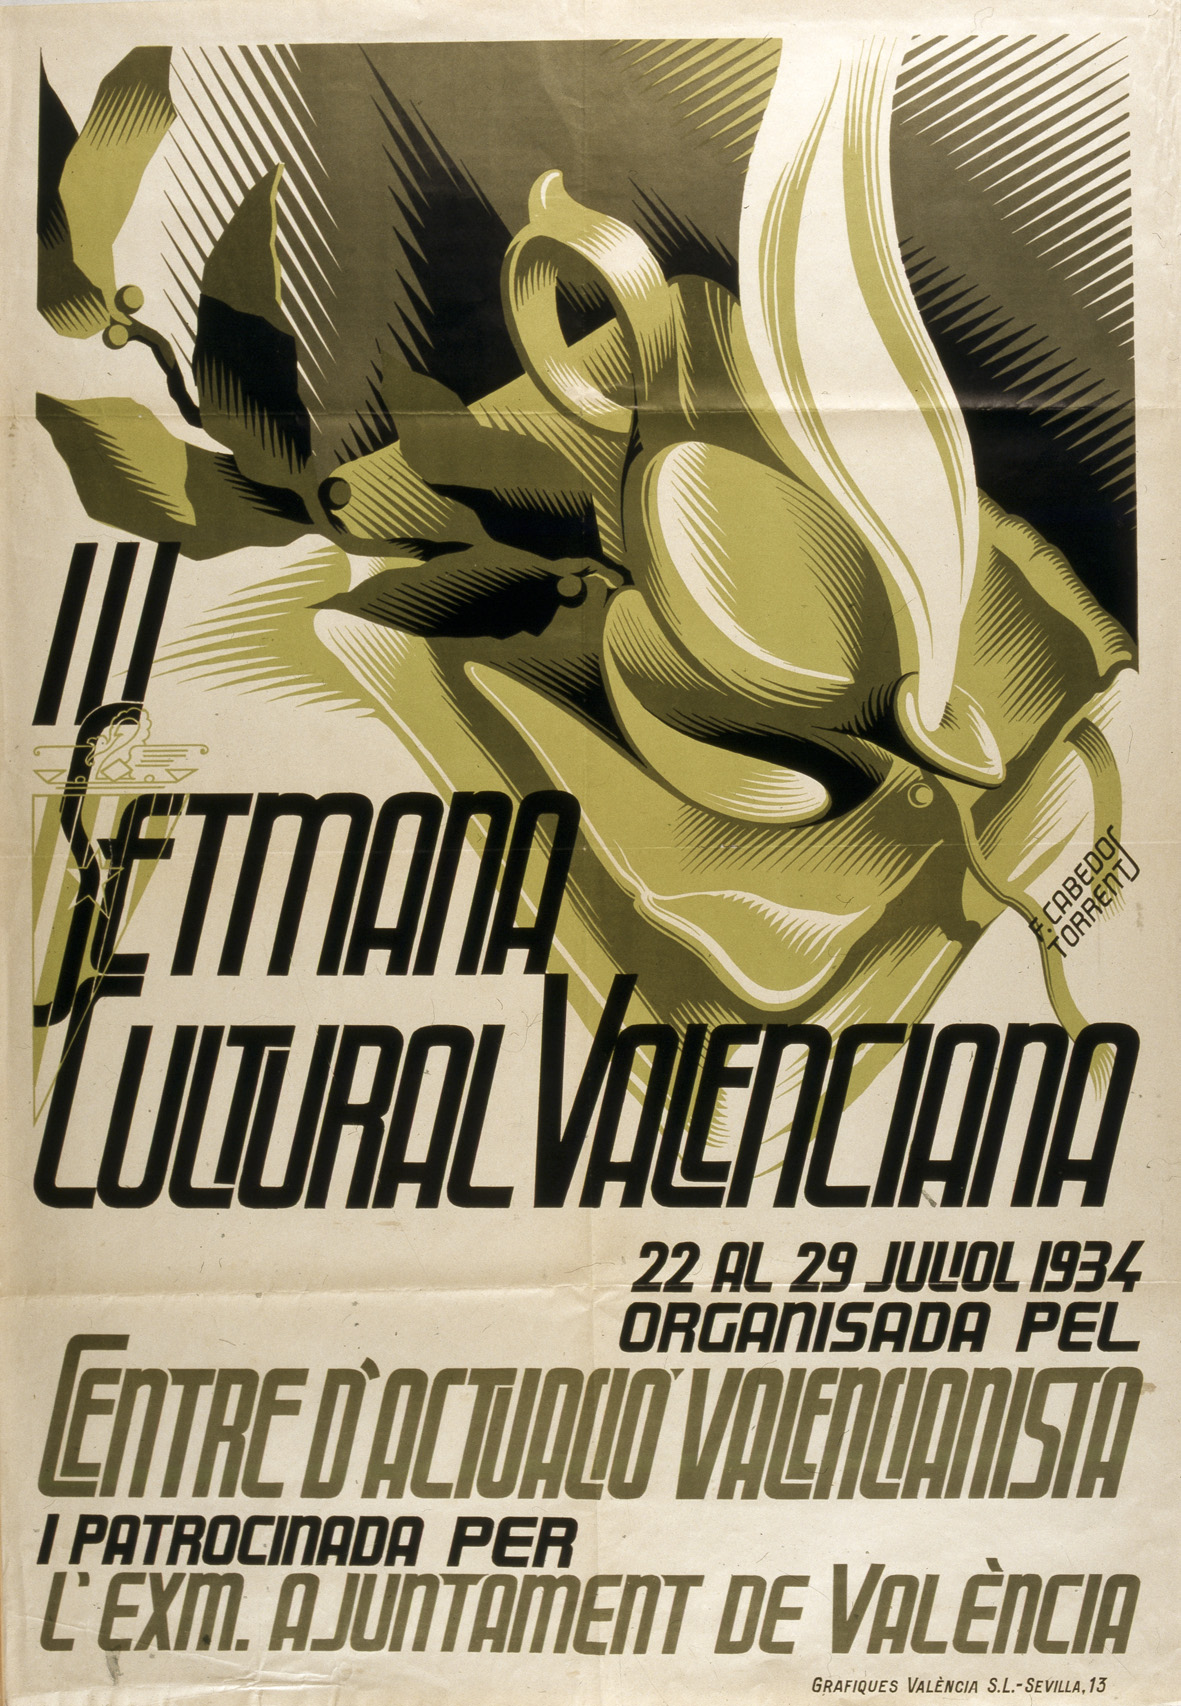 F. CABEDO
TORRENT
III
SETMANA
CULTURAL VALENCIANA
22 AL 29 JULIOL 1934
ORGANISADA PEL
CENTRE D'ACTUACIÓ VALENCIANISTA
I PATROCINADA PER
L'EXM. AJUNTAMENT DE VALÈNCIA
GRAFIQUES VALÈNCIA S.L.-SEVILLA, 13